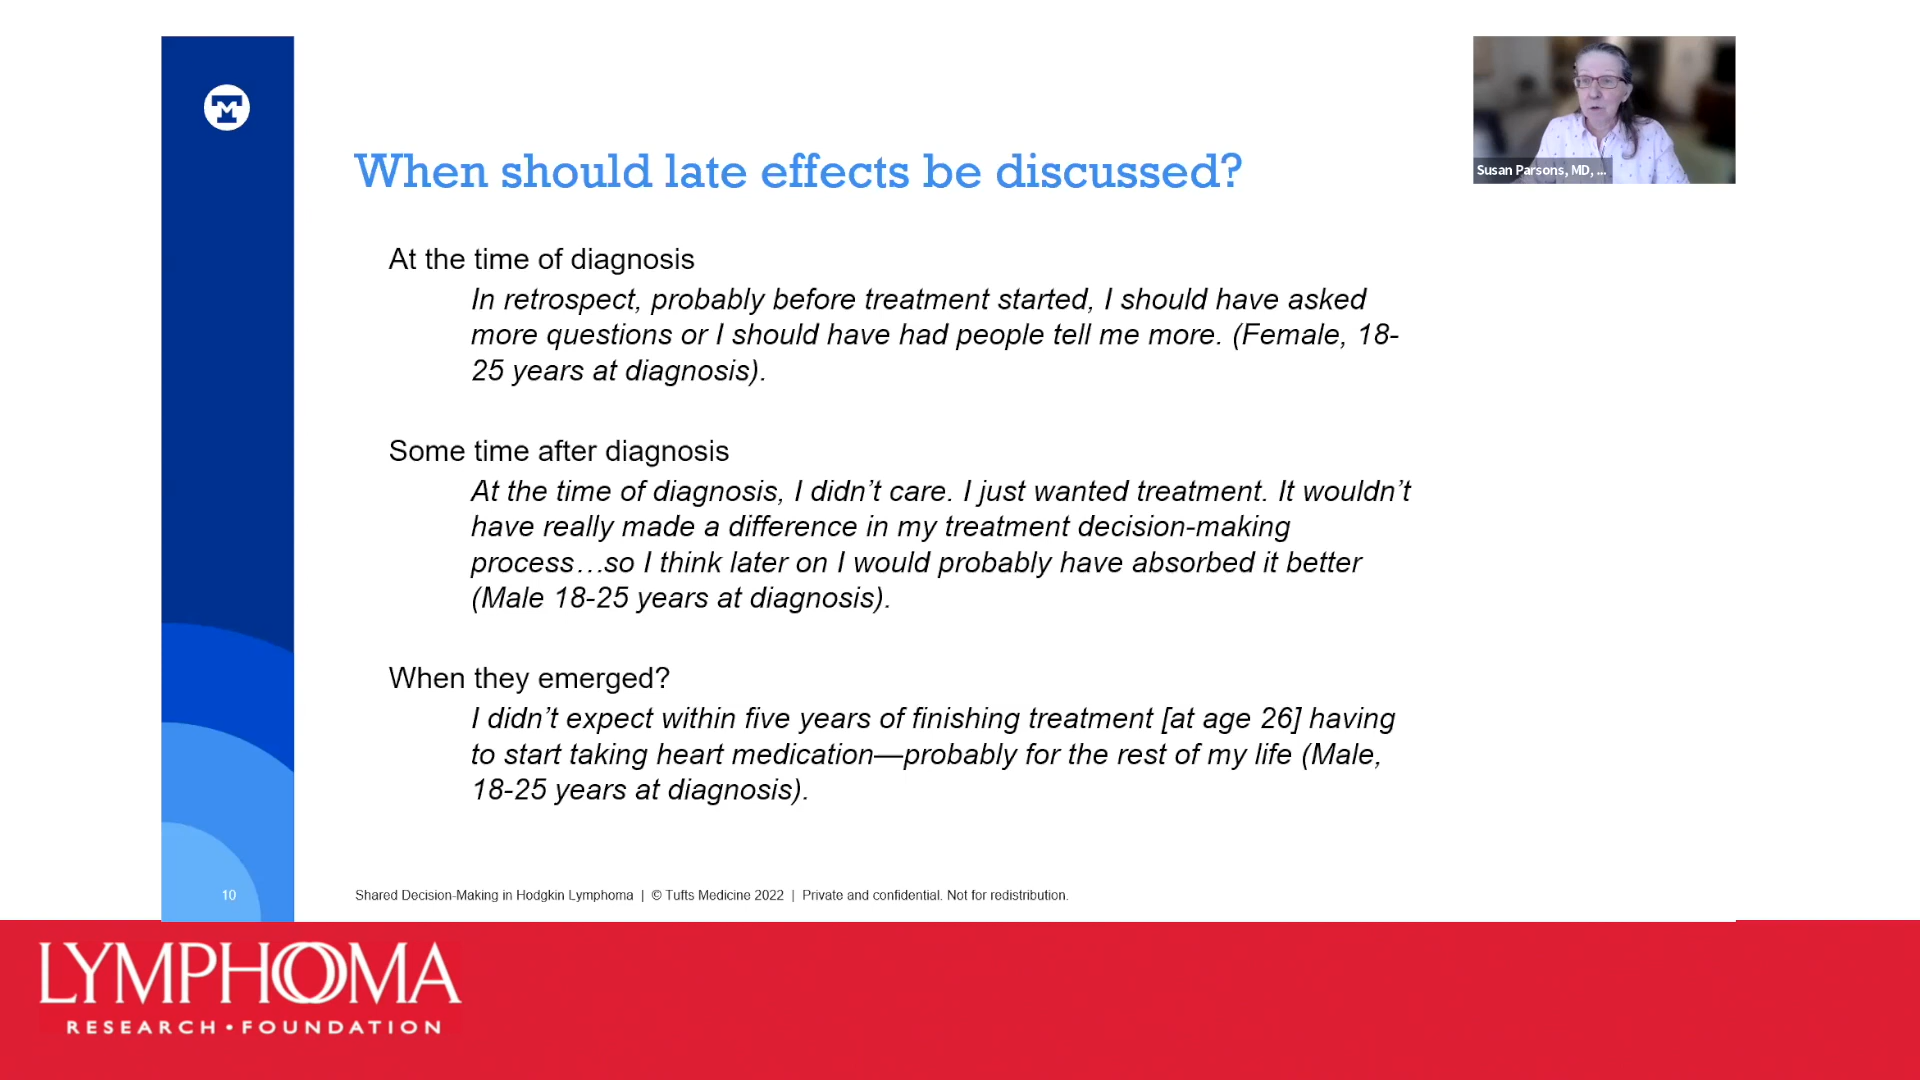 When should late effects be discussed?
Susan Parsons, MD, ...
At the time of diagnosis
In retrospect, probably before treatment started, I should have asked
more questions or I should have had people tell me more. (Female, 18-
25 years at diagnosis).
Some time after diagnosis
At the time of diagnosis, I didn’t care. I just wanted treatment. It wouldn’t
have really made a difference in my treatment decision-making
process…so I think later on I would probably have absorbed it better
(Male 18-25 years at diagnosis).
When they emerged?
I didn’t expect within five years of finishing treatment [at age 26] having
to start taking heart medication—probably for the rest of my life (Male,
18-25 years at diagnosis).
10
Shared Decision-Making in Hodgkin Lymphoma | © Tufts Medicine 2022 | Private and confidential. Not for redistribution.
LYMPHOMA
RESEARCH • FOUNDATION